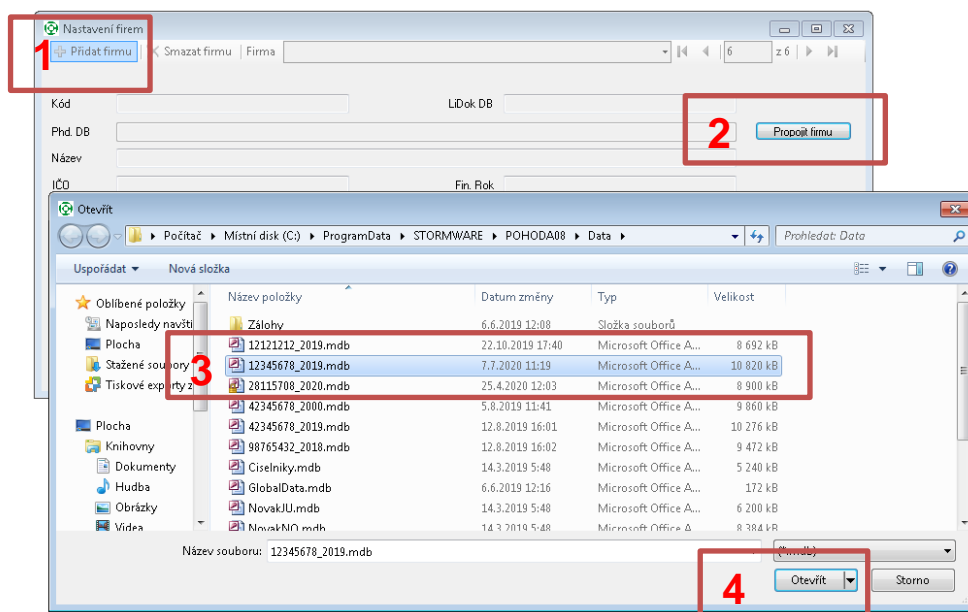 Nastavení firem
1
Přidat firmu Smazat firmu Firma 6 z 6
Kód LiDok DB
Phd. DB 2 Propojit firmu
Název
IČO Fin. Rok
Otevřít
Počítač Místní disk (C:) ProgramData STORMWARE POHODA08 Data Prohledat: Data
Uspořádat Nová složka
Název položky Datum změny Typ Velikost
Oblíbené položky
Naposledy navšti
Plocha
Stažené soubory
Tiskové exporty z
Plocha
Knihovny
Dokumenty
Hudba
Obrázky
Videa
Zálohy 6.6.2019 12:08 Složka souborů
12121212_2019.mdb 22.10.2019 17:40 Microsoft Office A... 8 692 kB
3 12345678_2019.mdb 7.7.2020 11:19 Microsoft Office A... 10 820 kB
28115708_2020.mdb 25.4.2020 12:03 Microsoft Office A... 8 900 kB
42345678_2000.mdb 5.8.2019 11:41 Microsoft Office A... 9 860 kB
42345678_2019.mdb 12.8.2019 16:01 Microsoft Office A... 10 276 kB
98765432_2018.mdb 12.8.2019 16:02 Microsoft Office A... 9 472 kB
Ciselniky.mdb 14.3.2019 5:48 Microsoft Office A... 5 240 kB
GlobalData.mdb 6.6.2019 12:16 Microsoft Office A... 172 kB
NovakJU.mdb 14.3.2019 5:48 Microsoft Office A... 6 200 kB
NovakNO.mdb 14.3.2019 5:48 Microsoft Office A... 8 384 kB
Název souboru: 12345678_2019.mdb (*.mdb)
4 Otevřít Storno